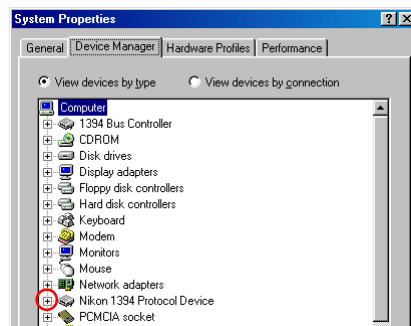 System Properties
General Device Manager Hardware Profiles Performance
View devices by type View devices by connection
Computer
1394 Bus Controller
CDROM
Disk drives
Display adapters
Floppy disk controllers
Hard disk controllers
Keyboard
Modem
Monitors
Mouse
Network adapters
Nikon 1394 Protocol Device
PCMCIA socket